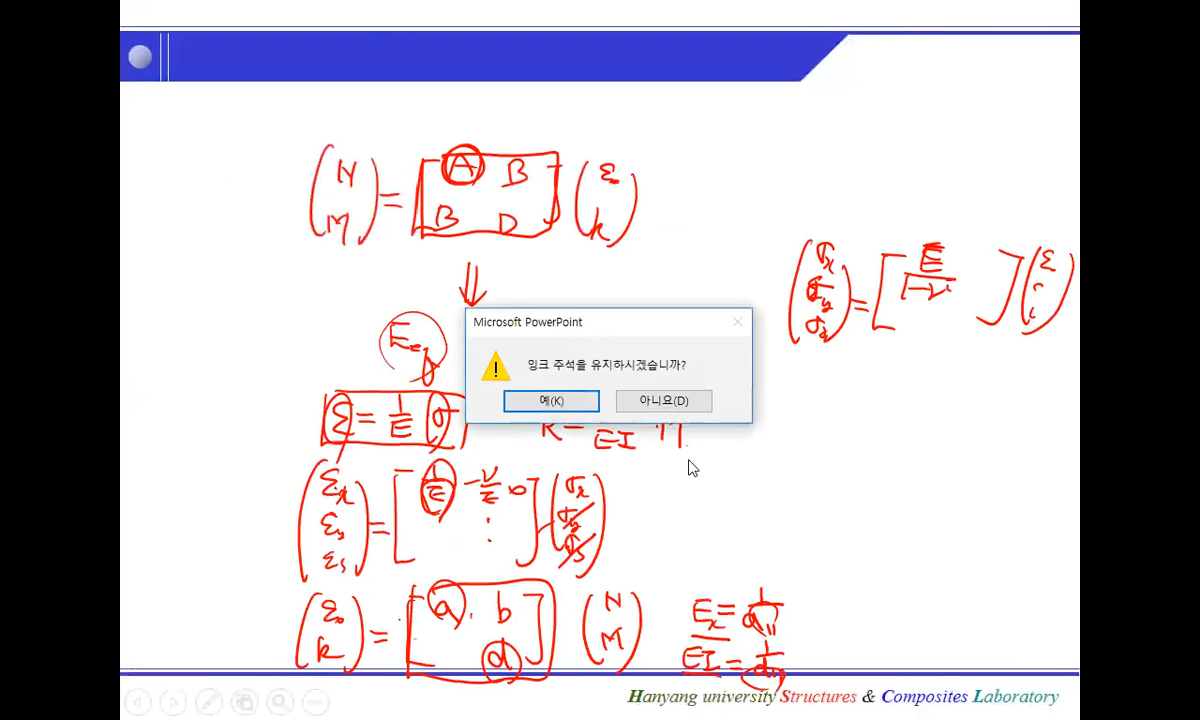 (N M) = [A B B D] (ε k)
⇓
(σx σy σs) = [E/1-ν²] (ε
Eeq
Microsoft PowerPoint
잉크 주석을 유지하시겠습니까?
예(K) 아니요(D)
ε = 1/E σ
EI
(εx εy εs) = [1/E -ν/E 0 :] (σx σy σs)
(ε₀ k) = [a b d] (N M)
Ex = 1/a₁₁
EI = 1/d₁₁
Hanyang university Structures & Composites Laboratory